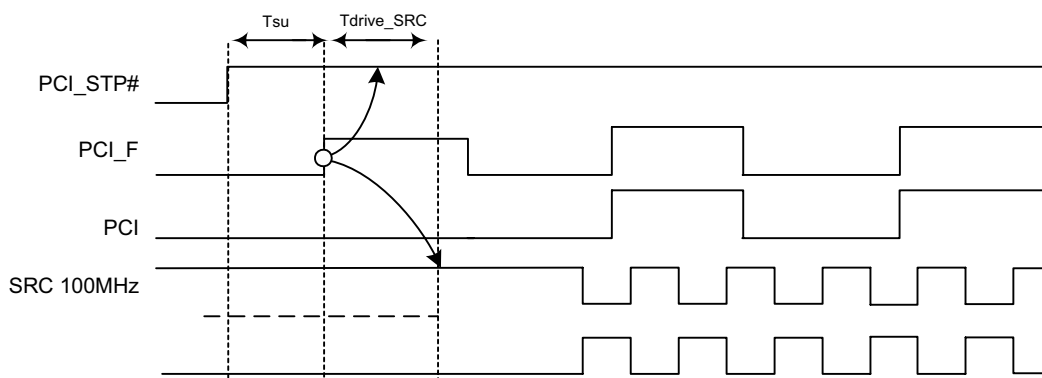 Tsu
Tdrive_SRC
PCI_STP#
PCI_F
PCI
SRC 100MHz